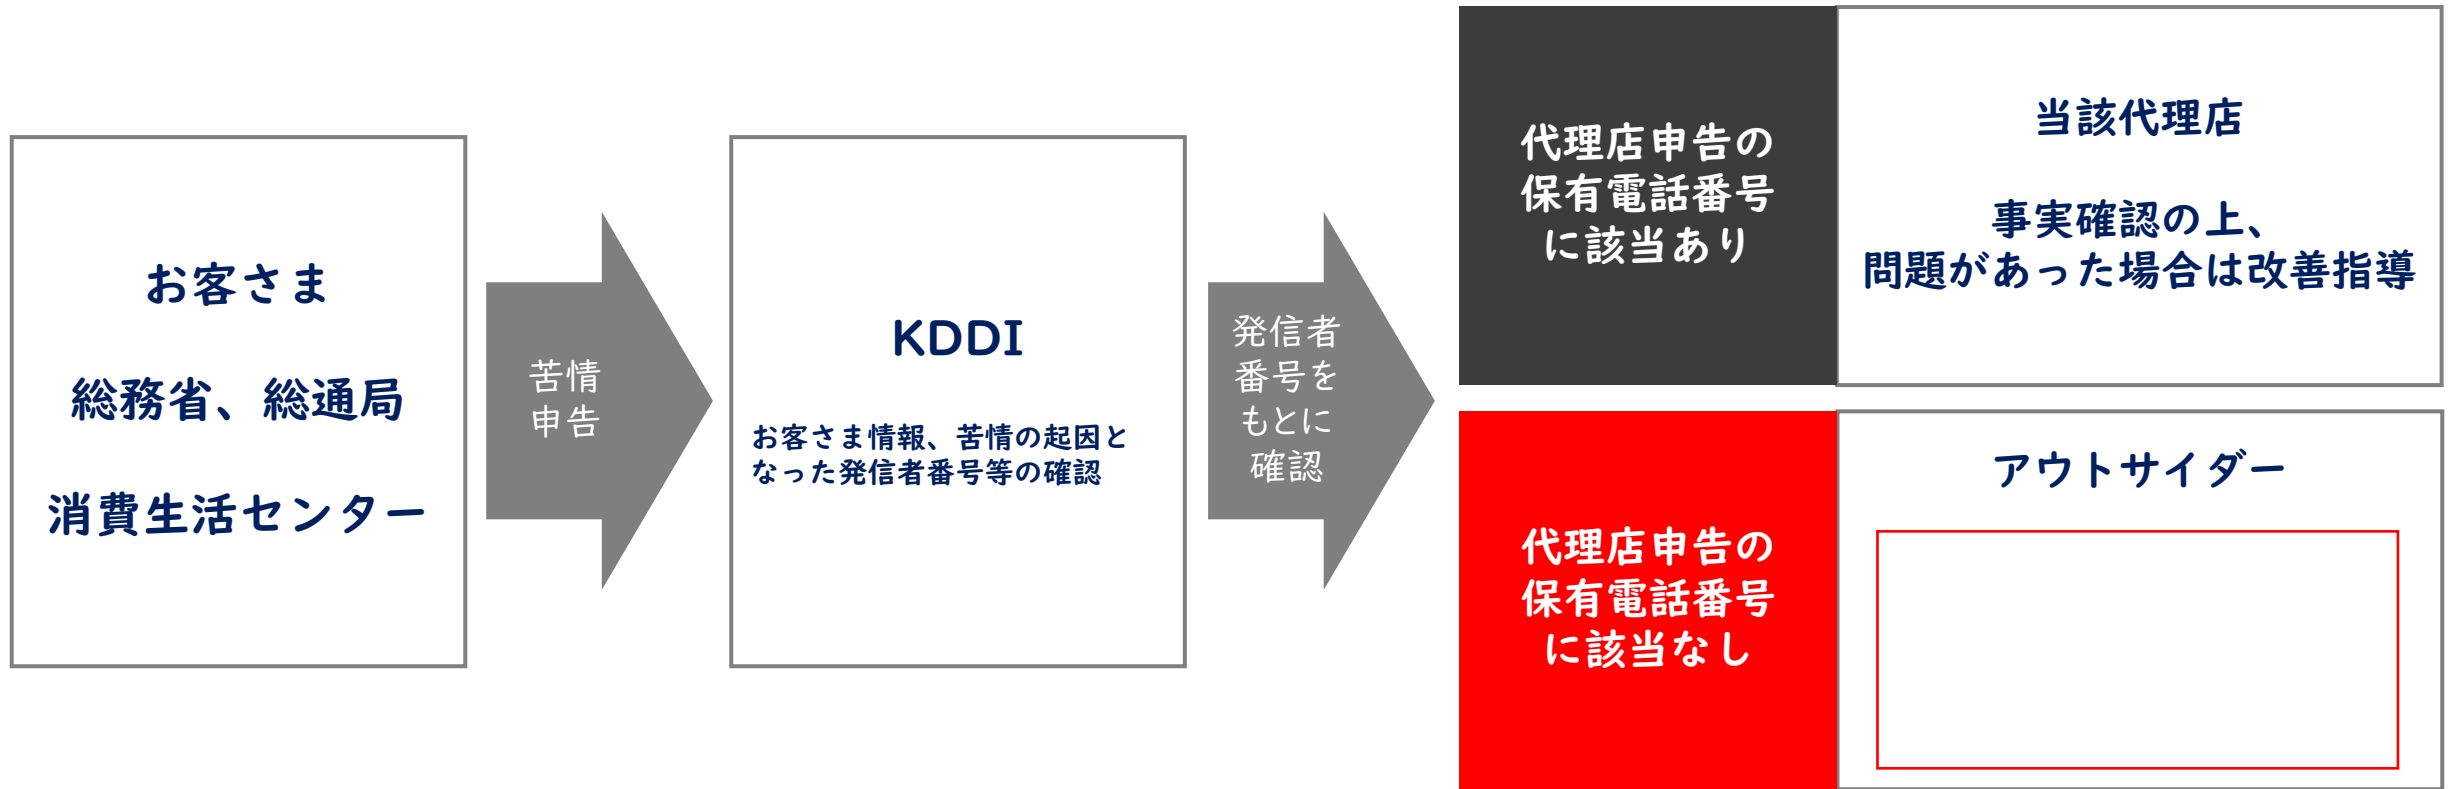 お客さま
総務省、総通局
消費生活センター
苦情
申告
KDDI
お客さま情報、苦情の起因と
なった発信者番号等の確認
発信者
番号を
もとに
確認
代理店申告の
保有電話番号
に該当あり
当該代理店
事実確認の上、
問題があった場合は改善指導
代理店申告の
保有電話番号
に該当なし
アウトサイダー